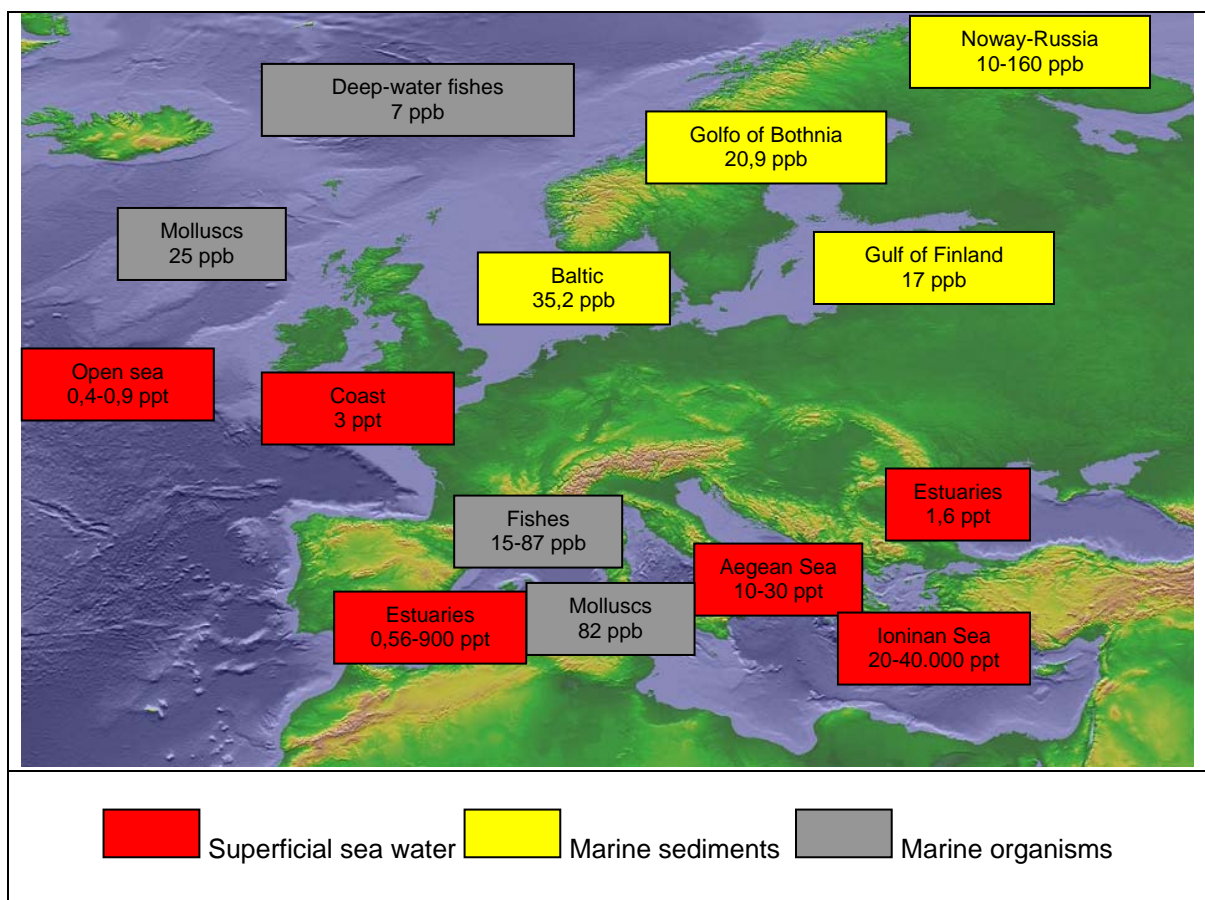 Noway-Russia
10-160 ppb
Deep-water fishes
7 ppb
Golfo of Bothnia
20,9 ppb
Molluscs
25 ppb
Gulf of Finland
17 ppb
Baltic
35,2 ppb
Open sea
0,4-0,9 ppt
Coast
3 ppt
Estuaries
1,6 ppt
Fishes
15-87 ppb
Aegean Sea
10-30 ppt
Molluscs
82 ppb
Estuaries
0,56-900 ppt
Ioninan Sea
20-40.000 ppt
Superficial sea water
Marine sediments
Marine organisms